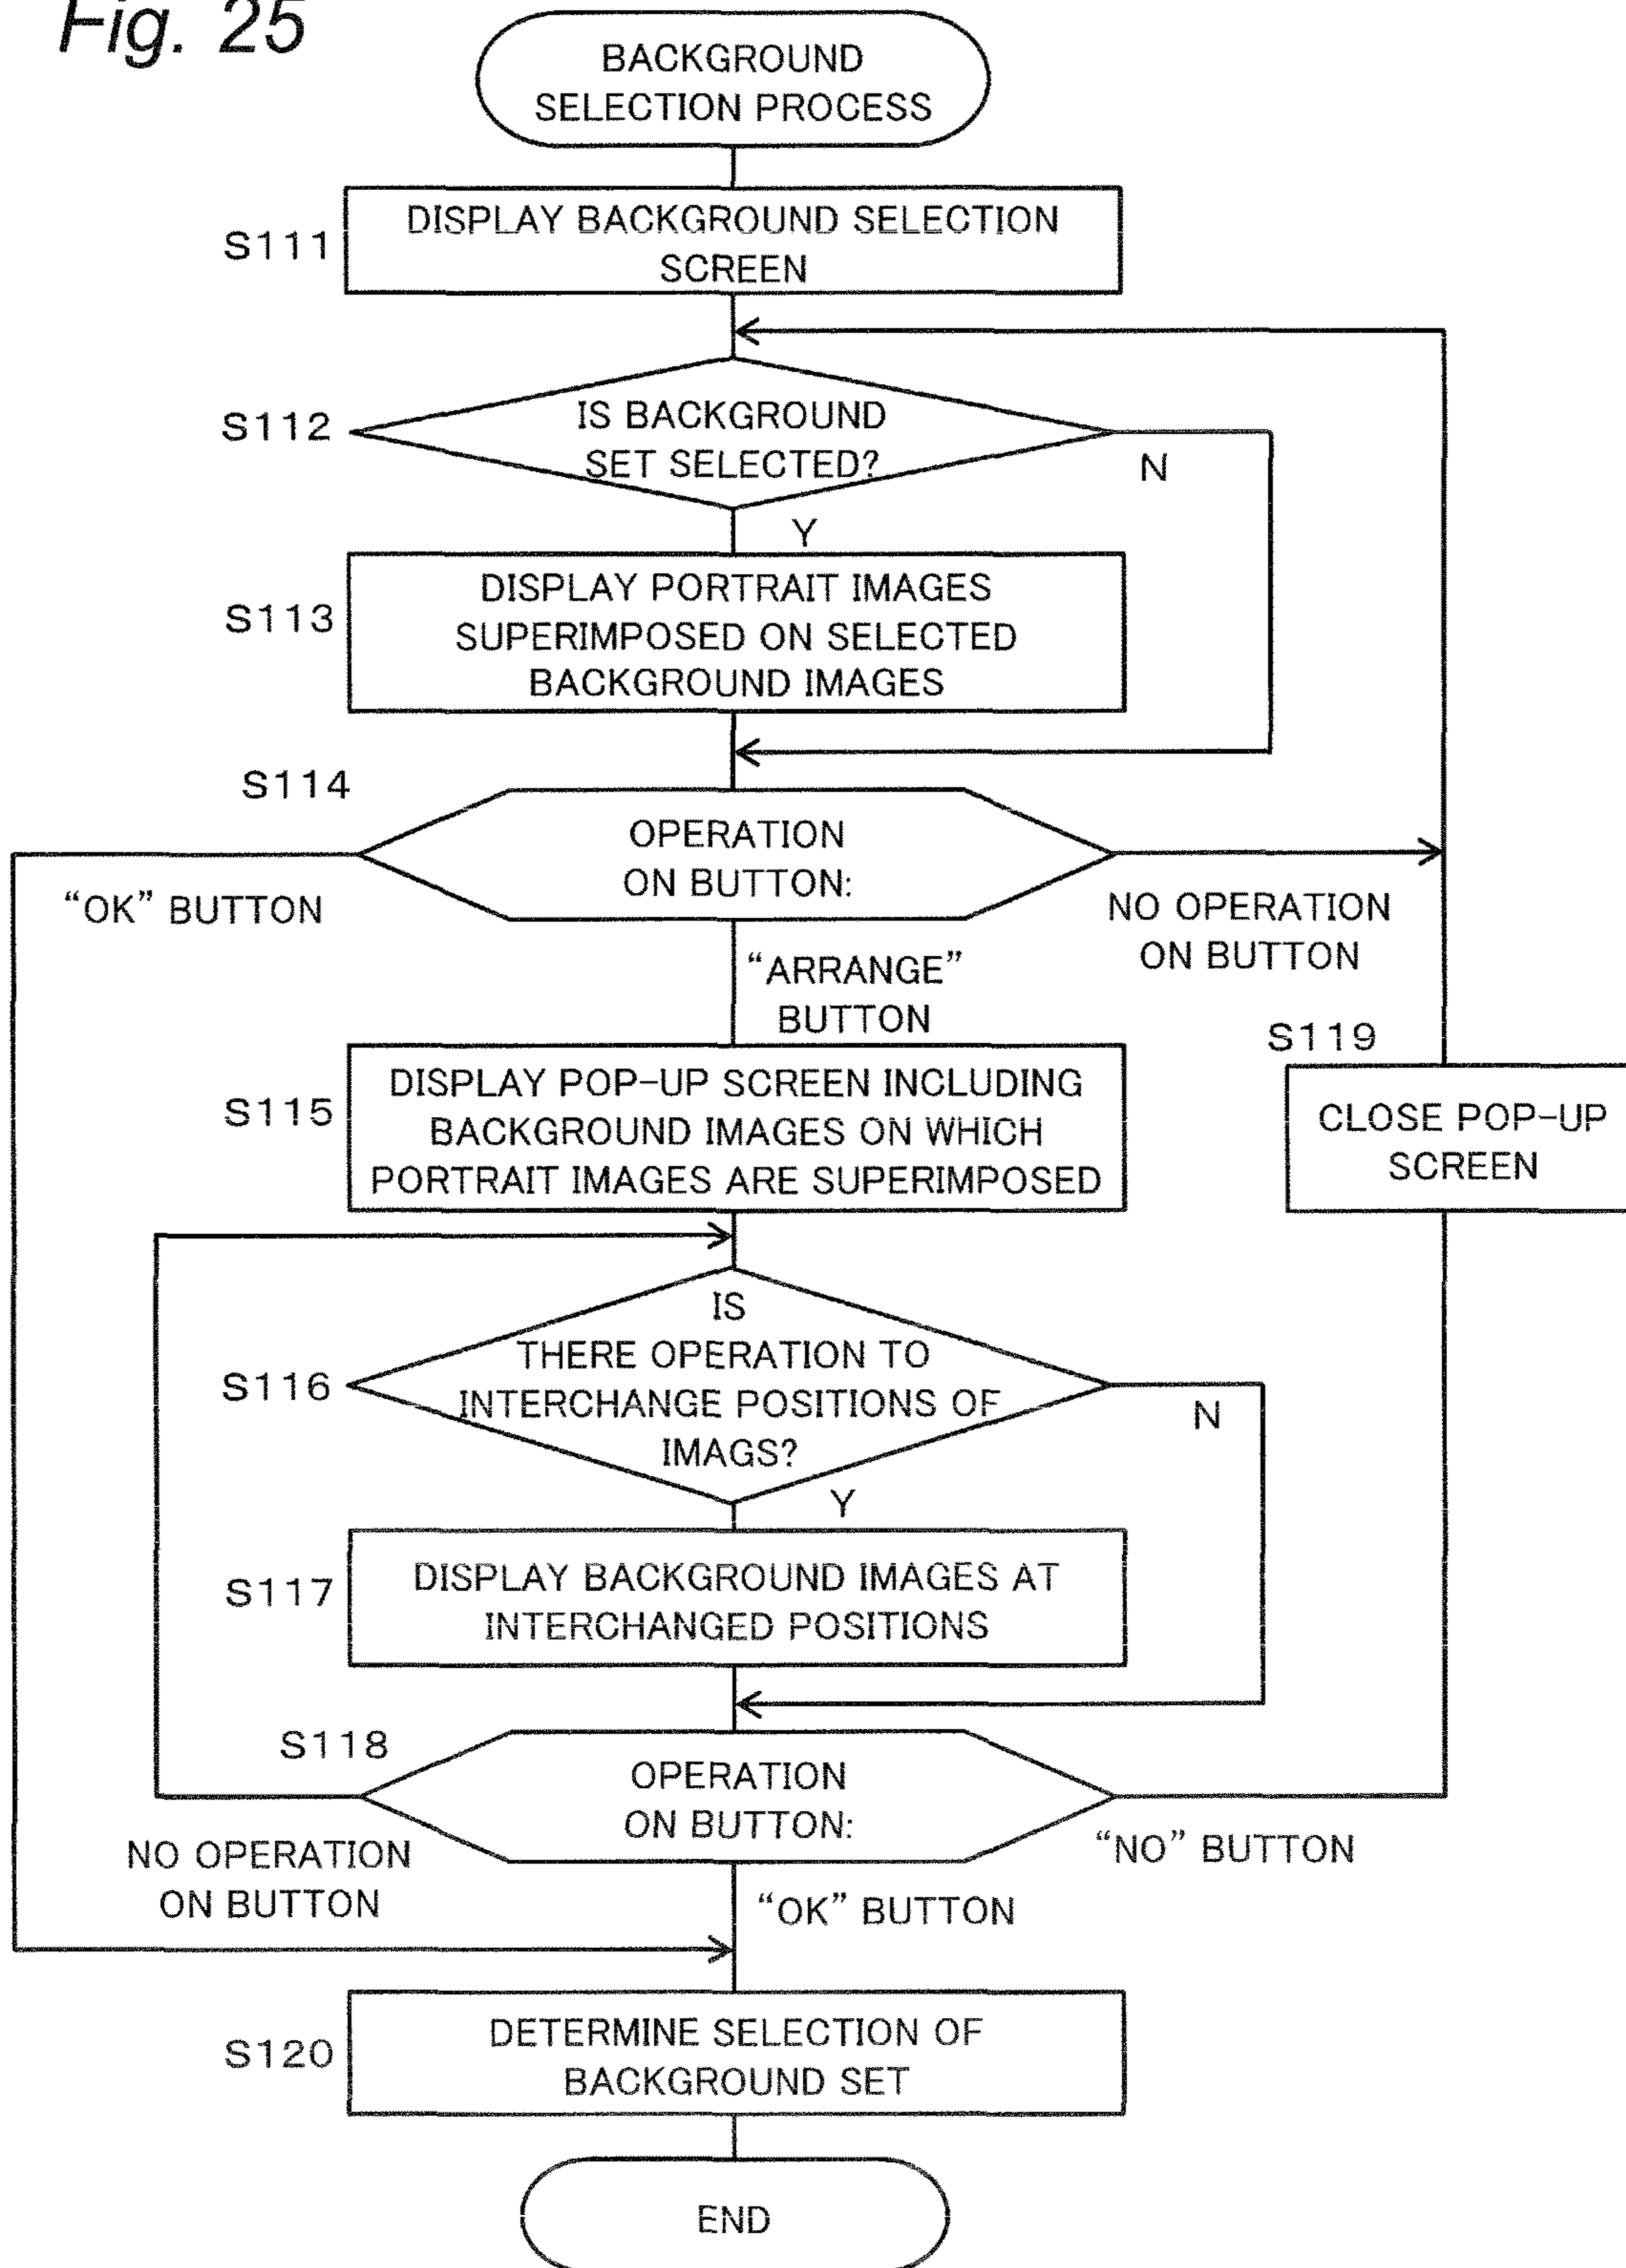 Fig. 25
BACKGROUND
SELECTION PROCESS
S111
DISPLAY BACKGROUND SELECTION
SCREEN
S112
IS BACKGROUND
SET SELECTED?
N
Y
S113
DISPLAY PORTRAIT IMAGES
SUPERIMPOSED ON SELECTED
BACKGROUND IMAGES
S114
OPERATION
ON BUTTON:
“OK” BUTTON
NO OPERATION
ON BUTTON
“ARRANGE”
BUTTON
S115
DISPLAY POP-UP SCREEN INCLUDING
BACKGROUND IMAGES ON WHICH
PORTRAIT IMAGES ARE SUPERIMPOSED
S119
CLOSE POP-UP
SCREEN
S116
IS
THERE OPERATION TO
INTERCHANGE POSITIONS OF
IMAGS?
N
Y
S117
DISPLAY BACKGROUND IMAGES AT
INTERCHANGED POSITIONS
S118
OPERATION
ON BUTTON:
NO OPERATION
ON BUTTON
“NO” BUTTON
“OK” BUTTON
S120
DETERMINE SELECTION OF
BACKGROUND SET
END